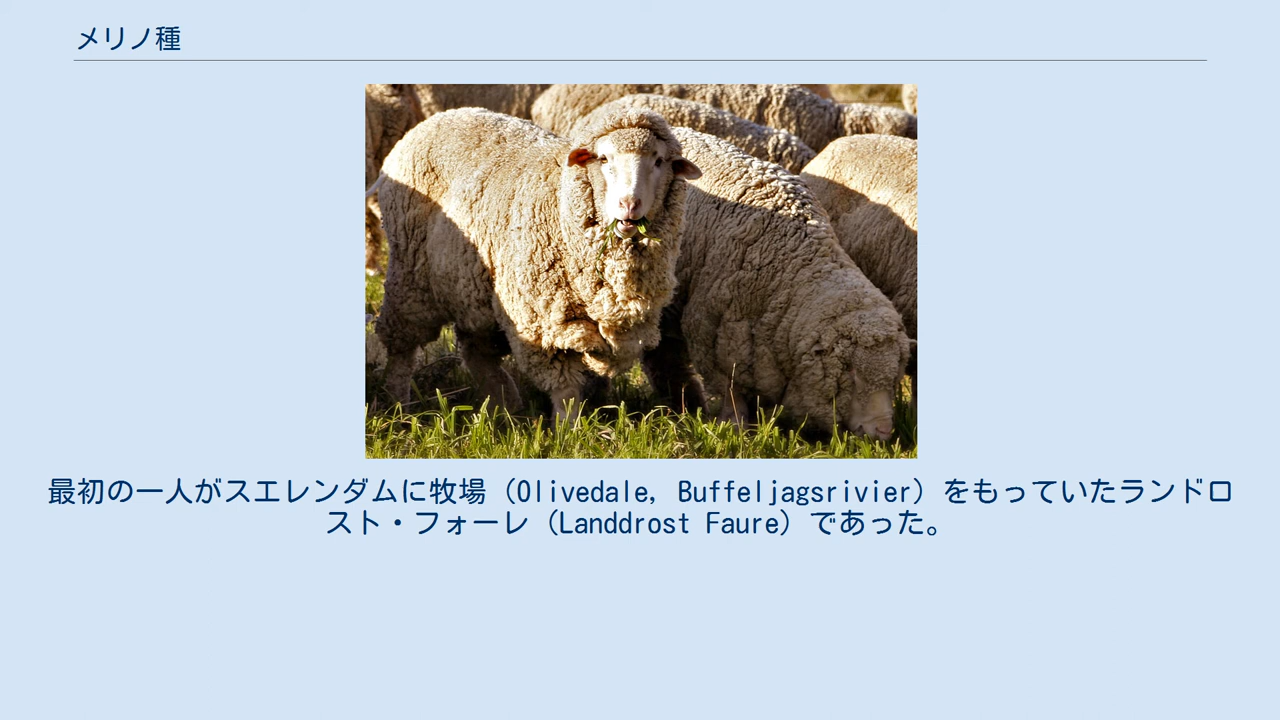 メリノ種
最初の一人がスエレンダムに牧場（Olivedale, Buffeljagsrivier）をもっていたランドロ
スト・フォーレ（Landdrost Faure）であった。